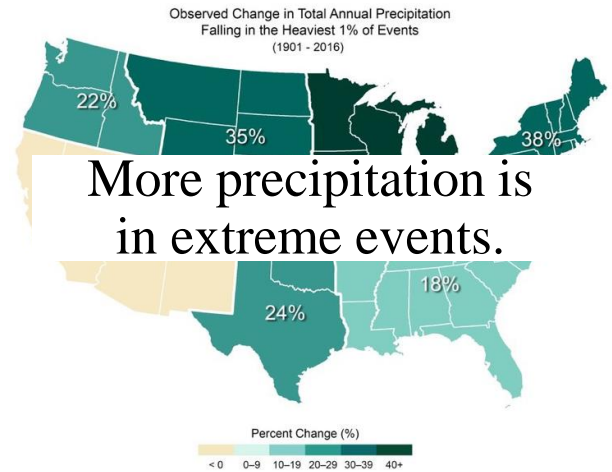 Observed Change in Total Annual Precipitation
Falling in the Heaviest 1% of Events
(1901 - 2016)
22%
35%
38%
More precipitation is
in extreme events.
18%
24%
Percent Change (%)
< 0 0–9 10–19 20–29 30–39 40+